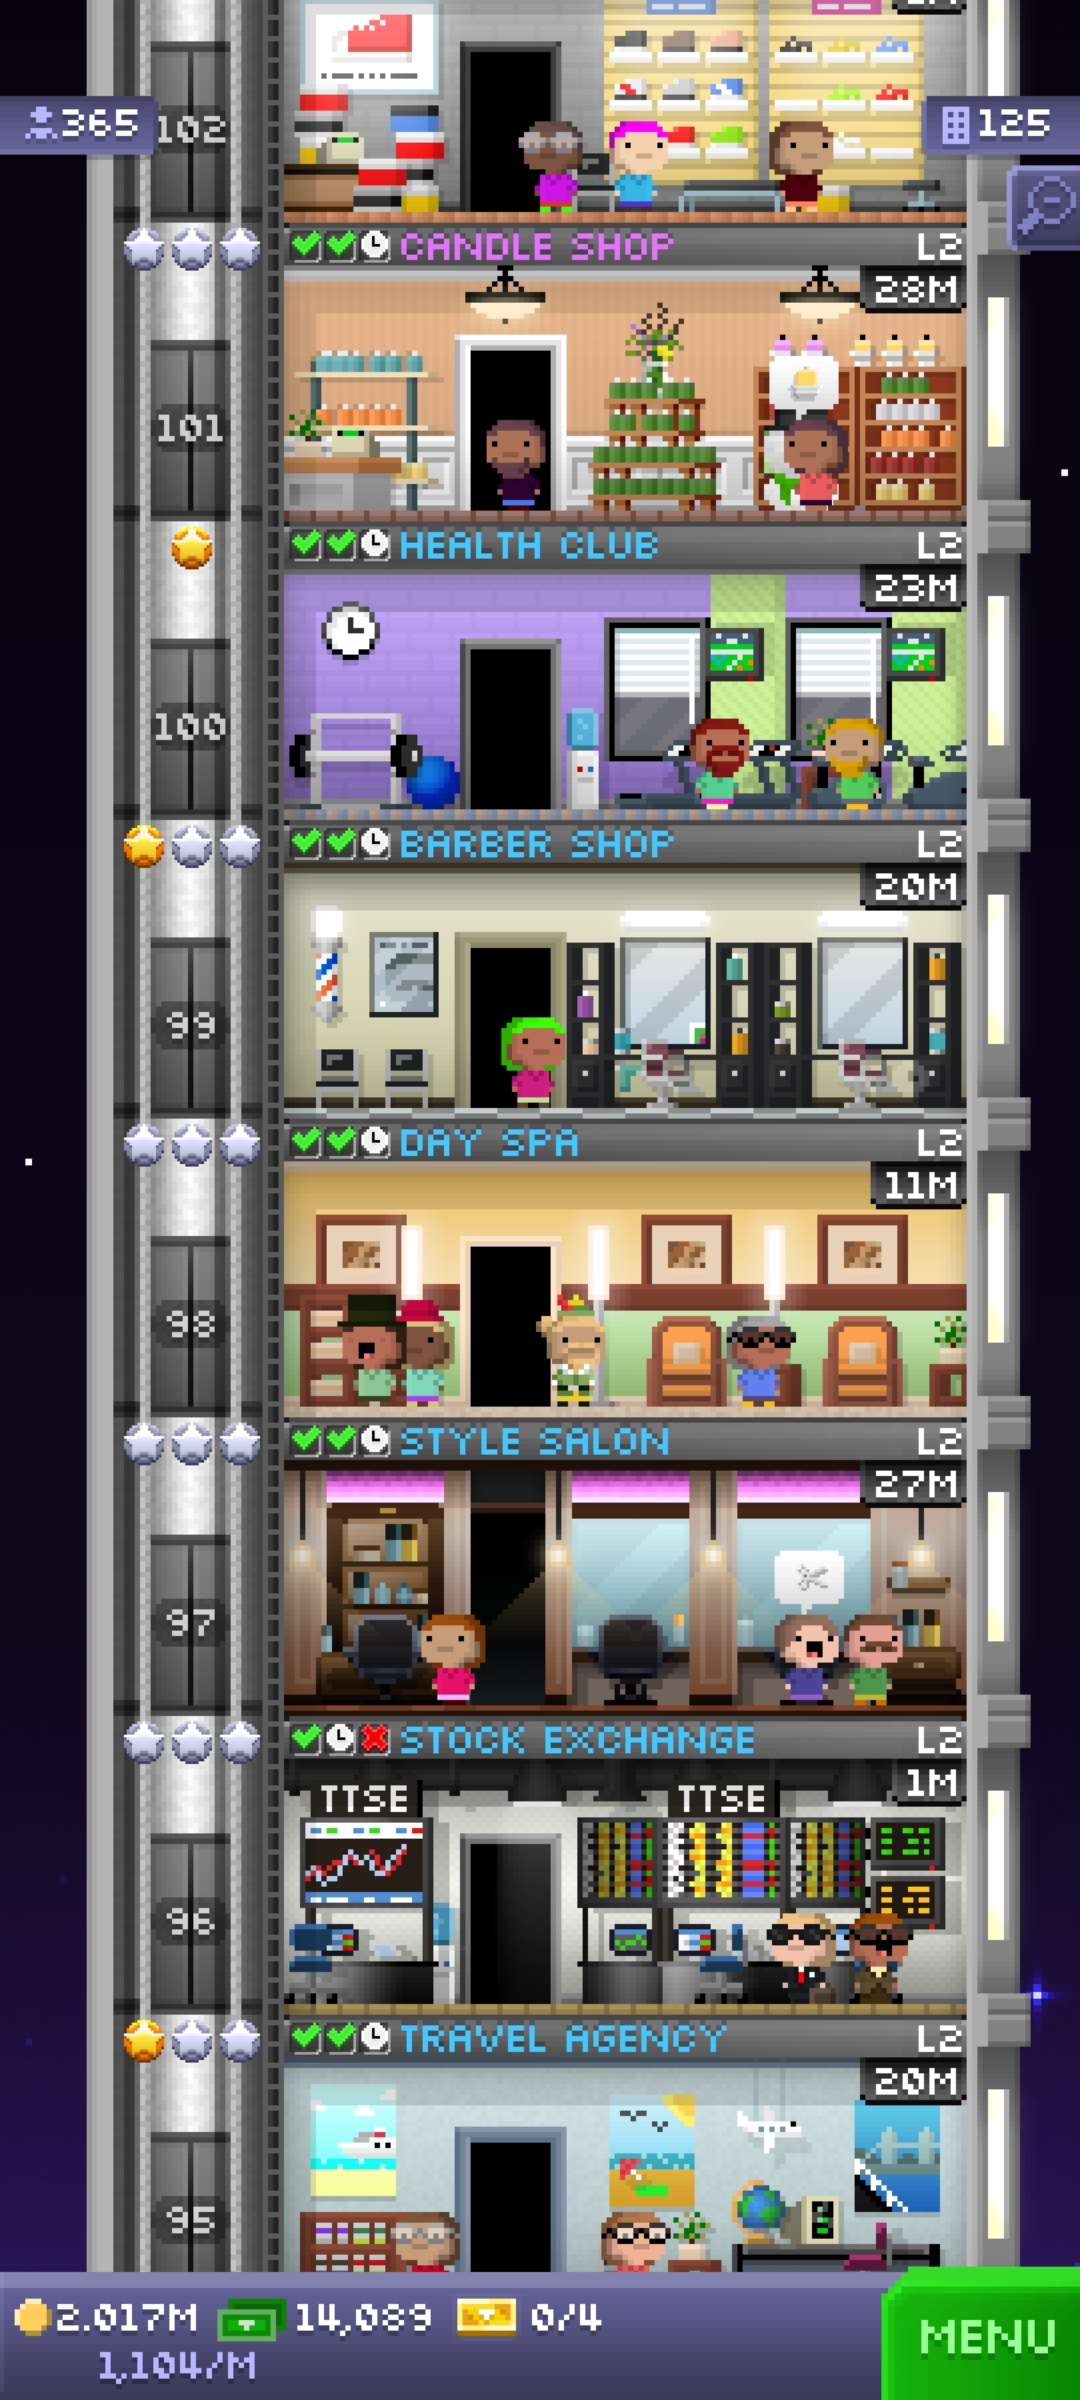 365
102
125
CANDLE SHOP L2
28M
101
HEALTH CLUB L2
23M
100
BARBER SHOP L2
20M
99
DAY SPA L2
11M
98
STYLE SALON L2
27M
97
STOCK EXCHANGE L2
1M
TTSE TTSE
96
TRAVEL AGENCY L2
20M
95
2.017M 14,089 0/4
1,104/M
MENU